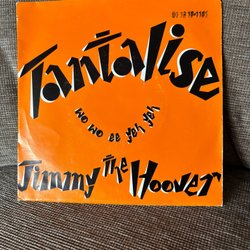 Tantalise
wo wo ee yeh yeh
Jimmy the Hoover